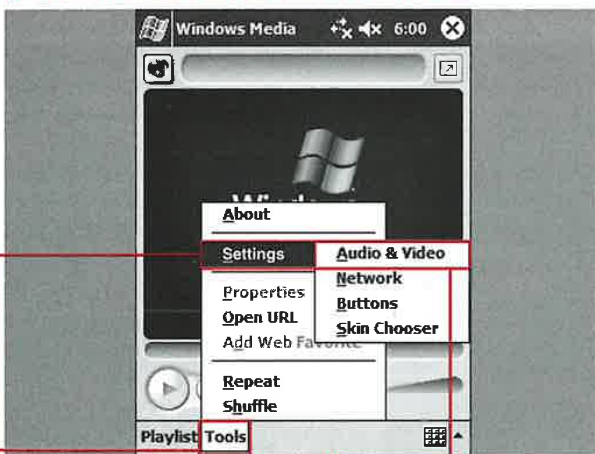 Windows Media 6:00
About
Settings Audio & Video
Network
Properties
Buttons
Open URL
Skin Chooser
Add Web Favorite
Repeat
Shuffle
Playlist Tools